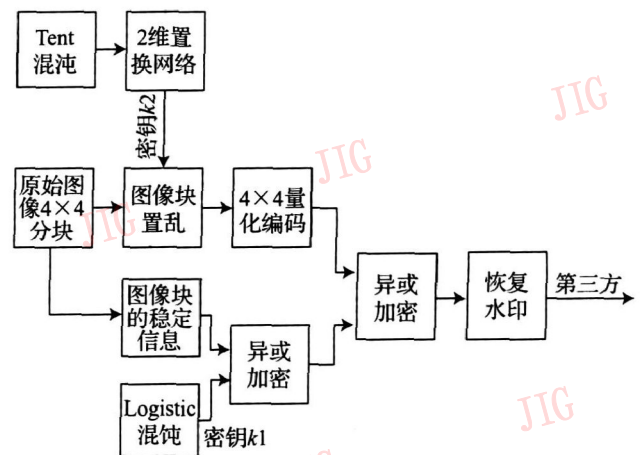 Tent
混沌
2维置
换网络
密钥k2
原始图
像4×4
分块
图像块
置乱
4×4量
化编码
图像块
的稳定
信息
异或
加密
异或
加密
恢复
水印
第三方
Logistic
混饨
密钥k1
JIG
JIG
JIG
JIG